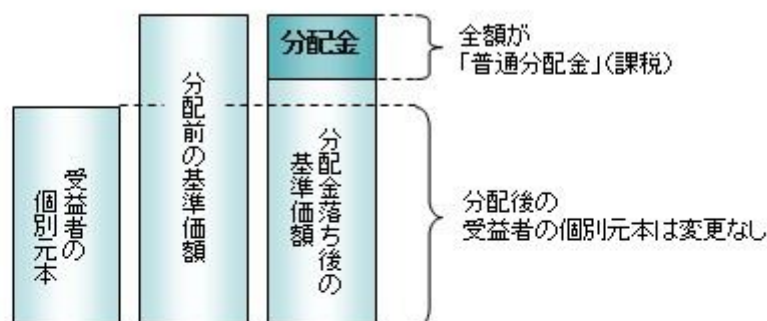 受益者の
個別元本
分配前の基準価額
分配金
分配金落ち後の
基準価額
全額が
「普通分配金」(課税)
分配後の
受益者の個別元本は変更なし